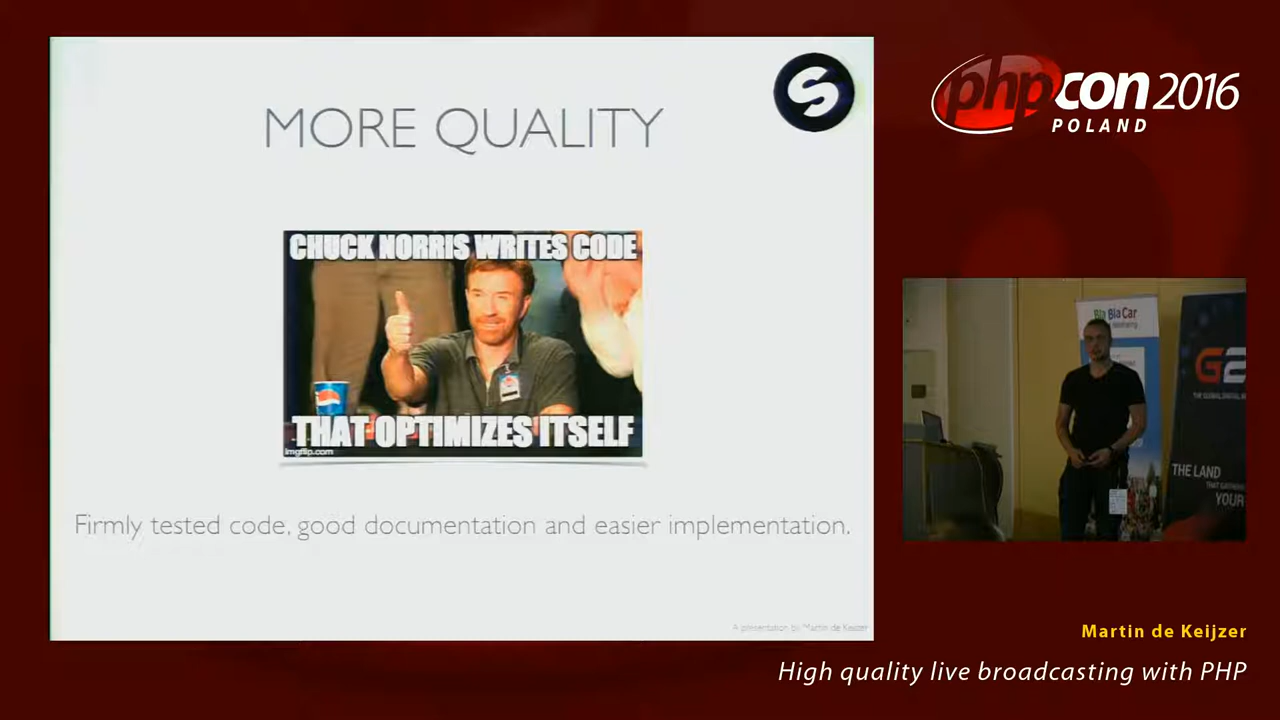 MORE QUALITY
CHUCK NORRIS WRITES CODE
THAT OPTIMIZES ITSELF
imgflip.com
Firmly tested code, good documentation and easier implementation.
A presentation by Martin de Keijzer
phpcon 2016
POLAND
Bla Bla Car
G2
THE LAND
YOUR
Martin de Keijzer
High quality live broadcasting with PHP